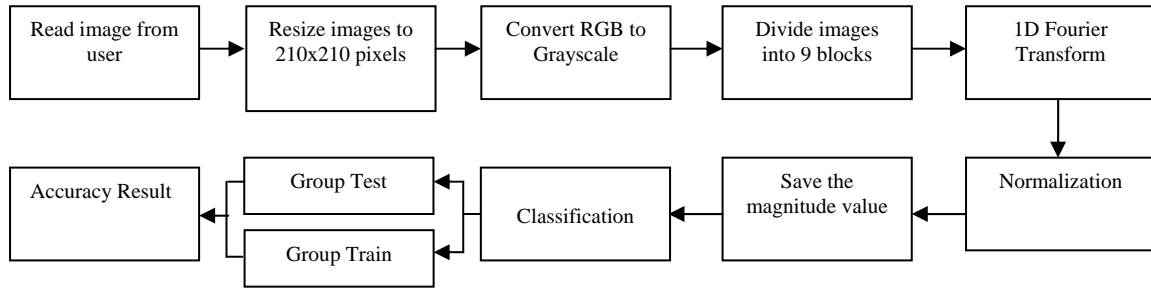 Read image from
user
Resize images to
210x210 pixels
Convert RGB to
Grayscale
Divide images
into 9 blocks
1D Fourier
Transform
Normalization
Save the
magnitude value
Classification
Group Test
Group Train
Accuracy Result